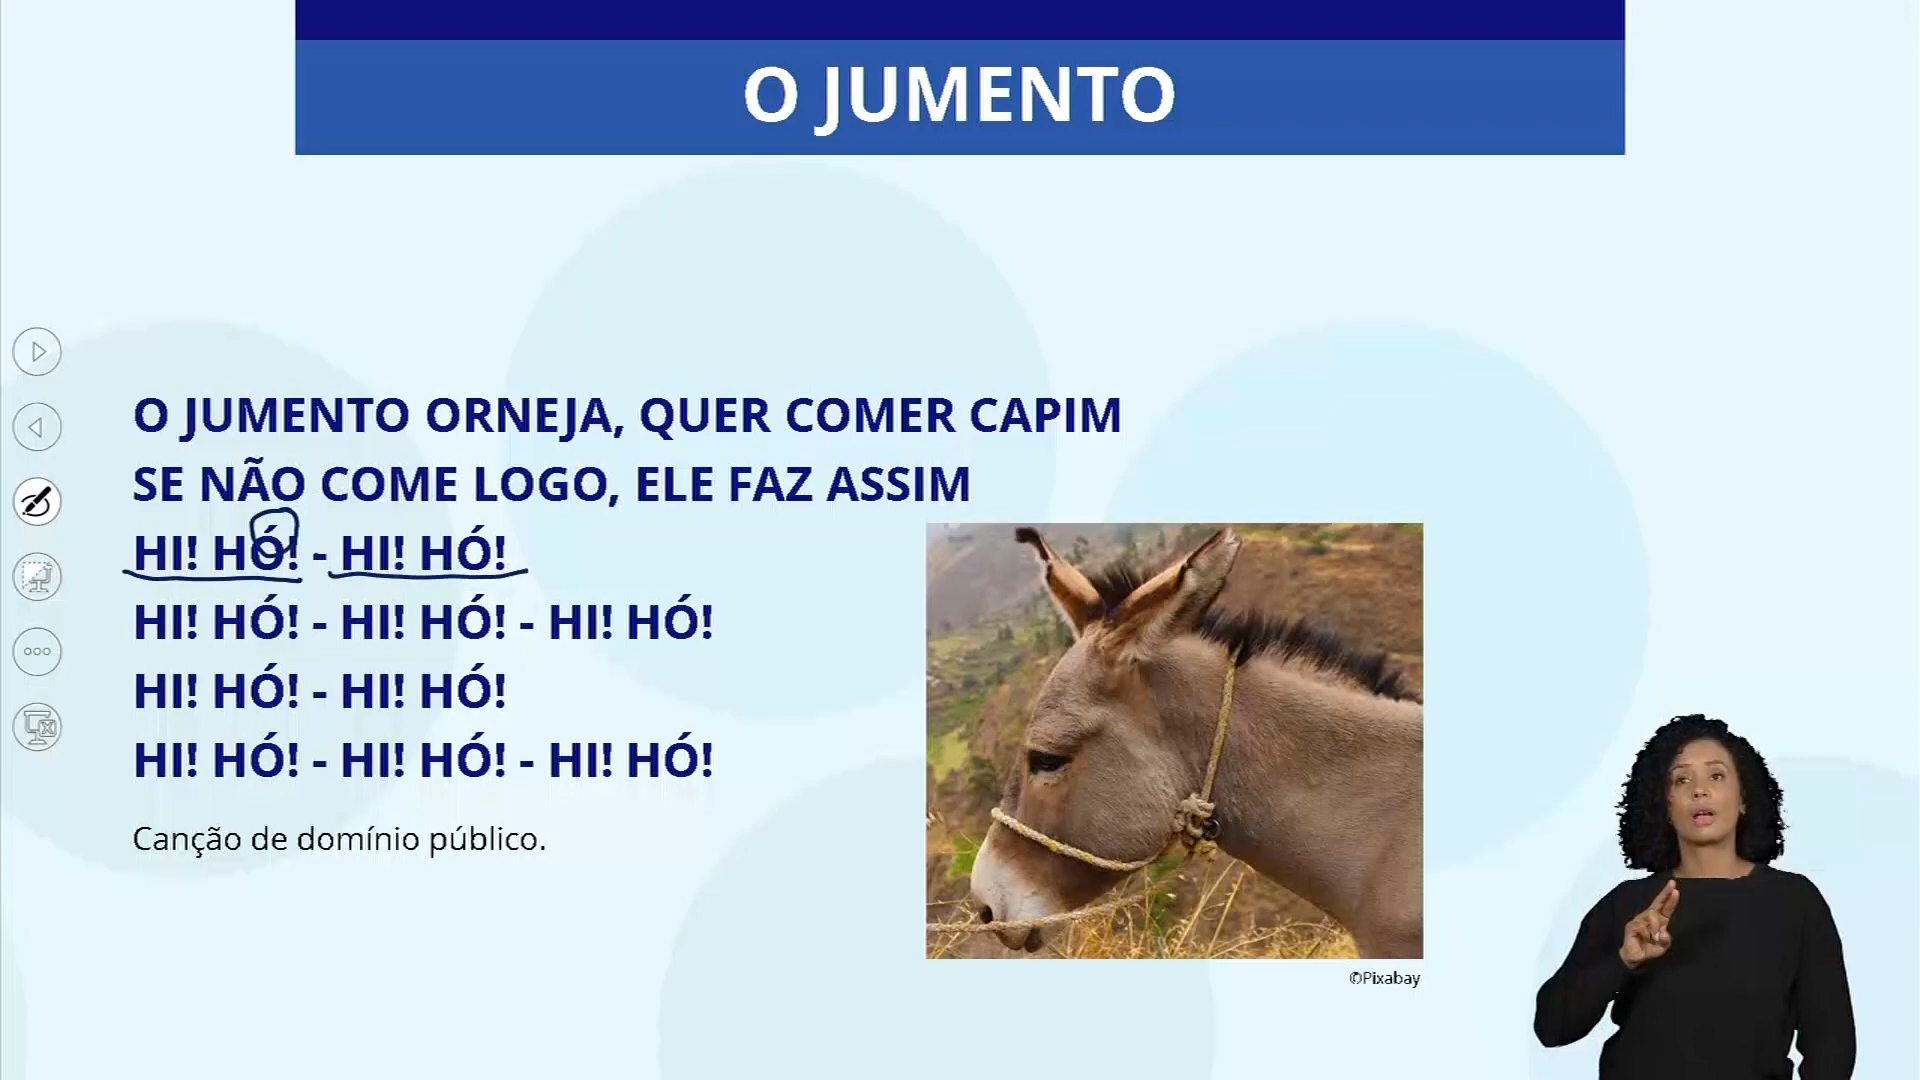 O JUMENTO
O JUMENTO ORNEJA, QUER COMER CAPIM
SE NÃO COME LOGO, ELE FAZ ASSIM
HI! HÓ! - HI! HÓ!
HI! HÓ! - HI! HÓ! - HI! HÓ!
HI! HÓ! - HI! HÓ!
HI! HÓ! - HI! HÓ! - HI! HÓ!
Canção de domínio público.
©Pixabay